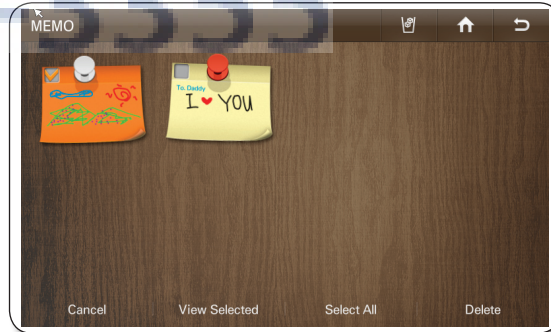 MEMO
To. Daddy
I ♥ YOU
Cancel
View Selected
Select All
Delete